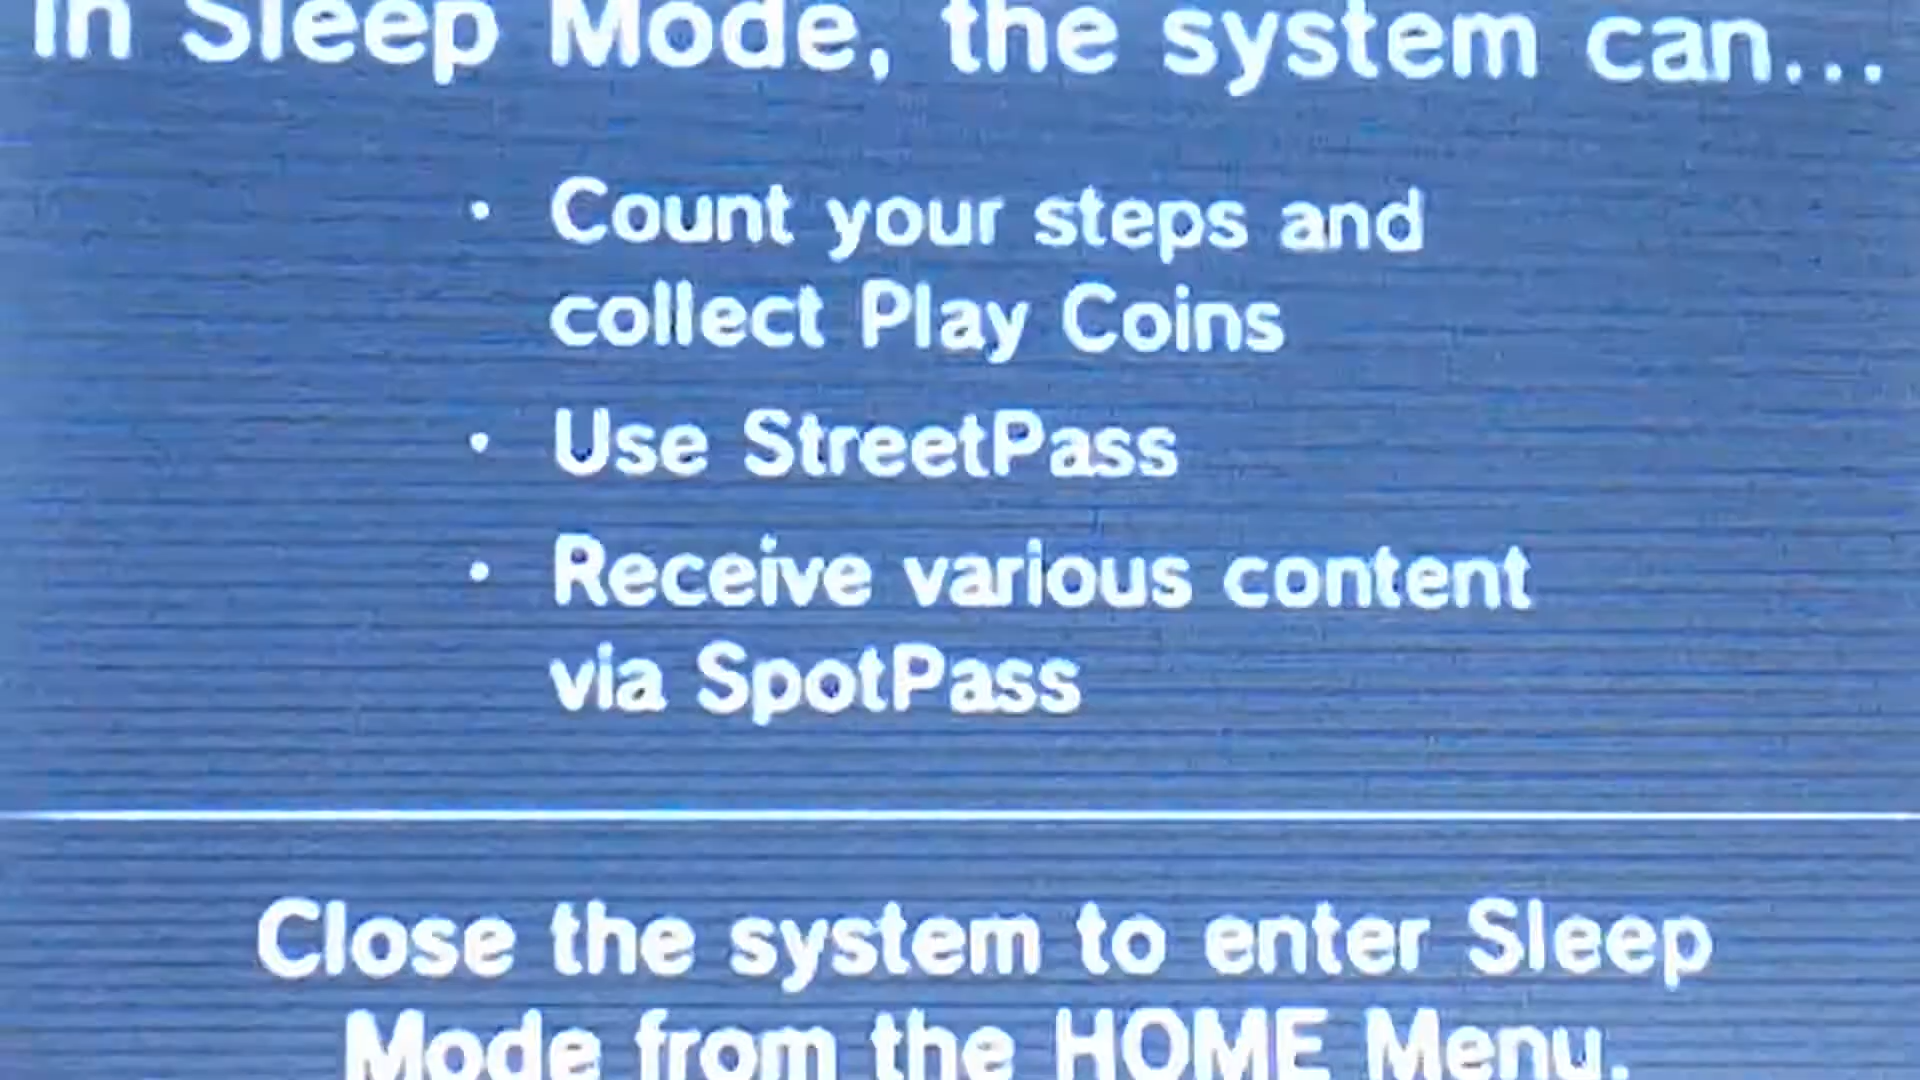 In Sleep Mode, the system can...
· Count your steps and
collect Play Coins
· Use StreetPass
· Receive various content
via SpotPass
Close the system to enter Sleep
Mode from the HOME Menu.